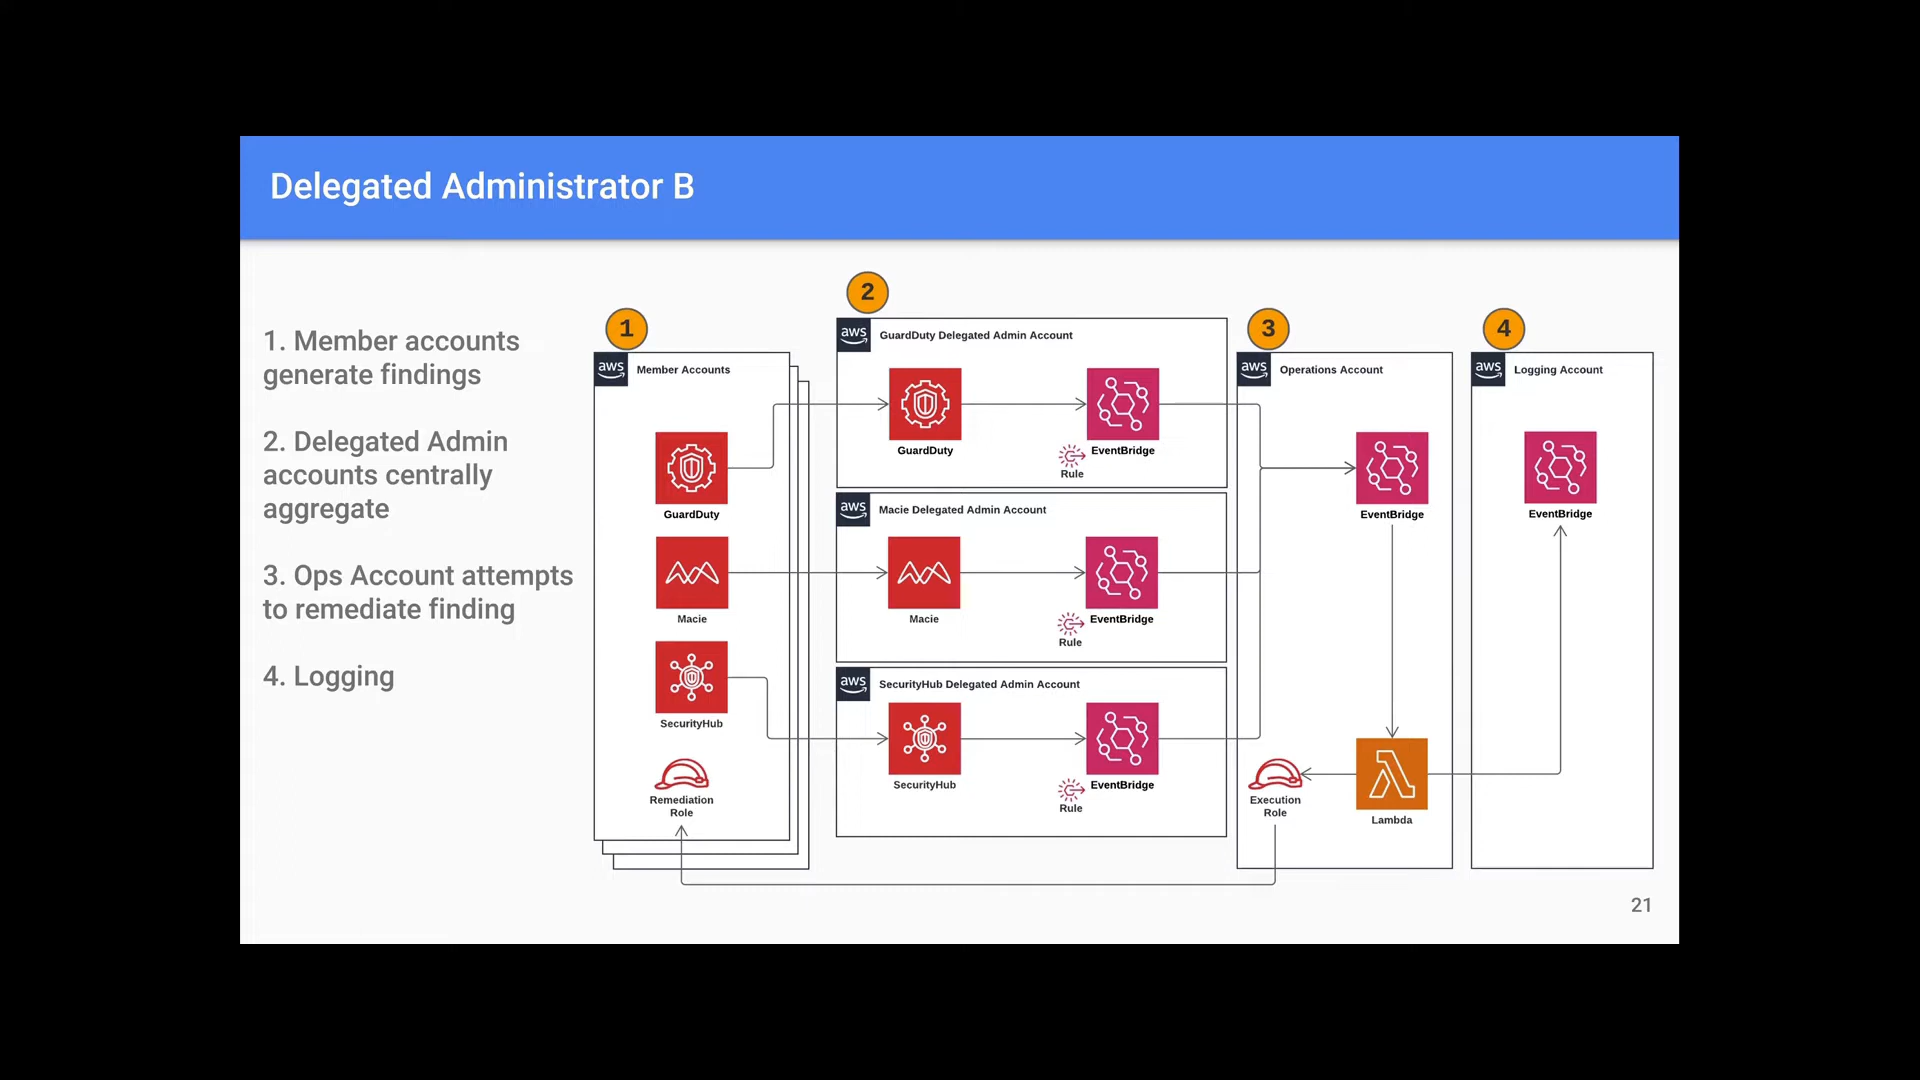 Delegated Administrator B
1. Member accounts
generate findings
2. Delegated Admin
accounts centrally
aggregate
3. Ops Account attempts
to remediate finding
4. Logging
1
aws
Member Accounts
GuardDuty
Macie
SecurityHub
Remediation
Role
2
aws
GuardDuty Delegated Admin Account
GuardDuty
EventBridge
Rule
aws
Macie Delegated Admin Account
Macie
EventBridge
Rule
aws
SecurityHub Delegated Admin Account
SecurityHub
EventBridge
Rule
3
aws
Operations Account
EventBridge
Execution
Role
Lambda
4
aws
Logging Account
EventBridge
21